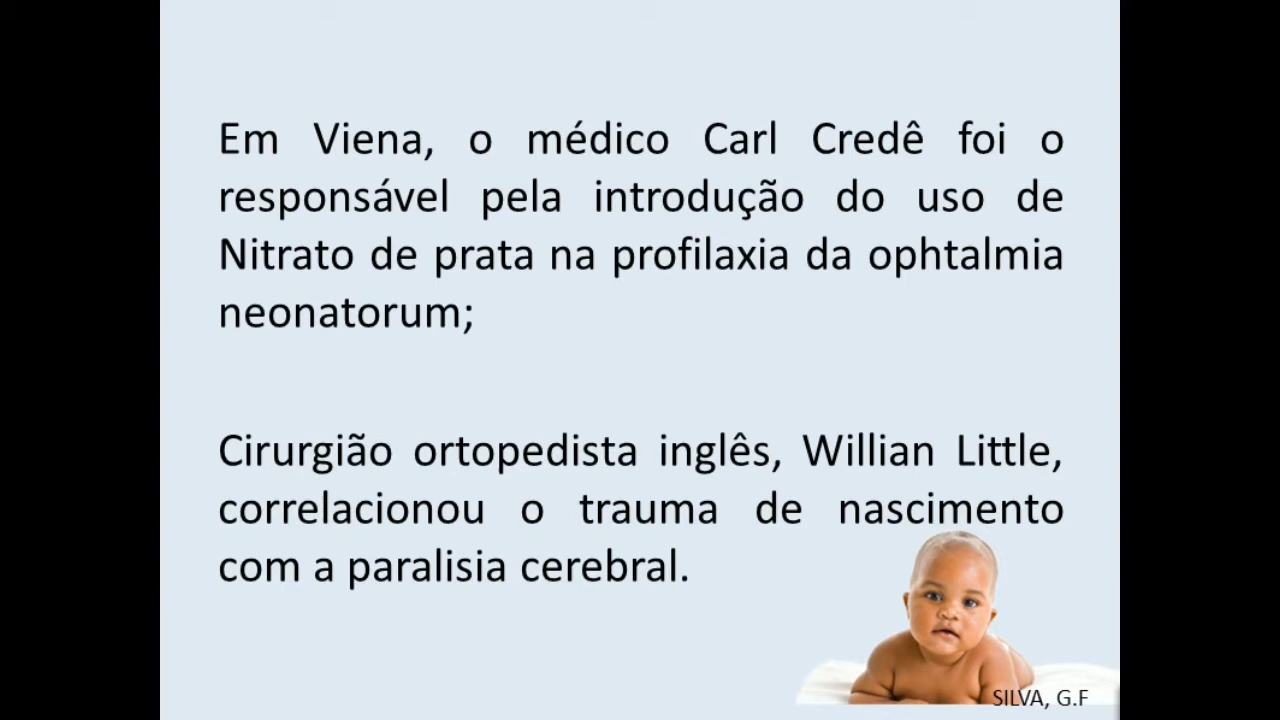 Em Viena, o médico Carl Credê foi o
responsável pela introdução do uso de
Nitrato de prata na profilaxia da ophtalmia
neonatorum;
Cirurgião ortopedista inglês, Willian Little,
correlacionou o trauma de nascimento
com a paralisia cerebral.
SILVA, G.F